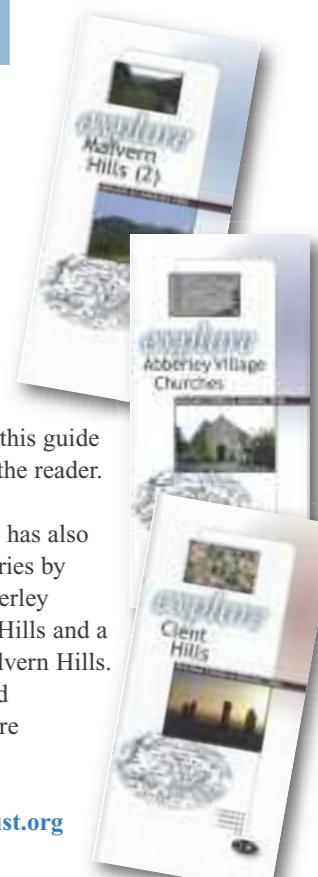 explore
Malvern
Hills (2)
explore
Abberley Village
Churches
this guide
the reader.
has also
ries by
erley
Hills and a
lvern Hills.
d
re
explore
Clent
Hills
st.org